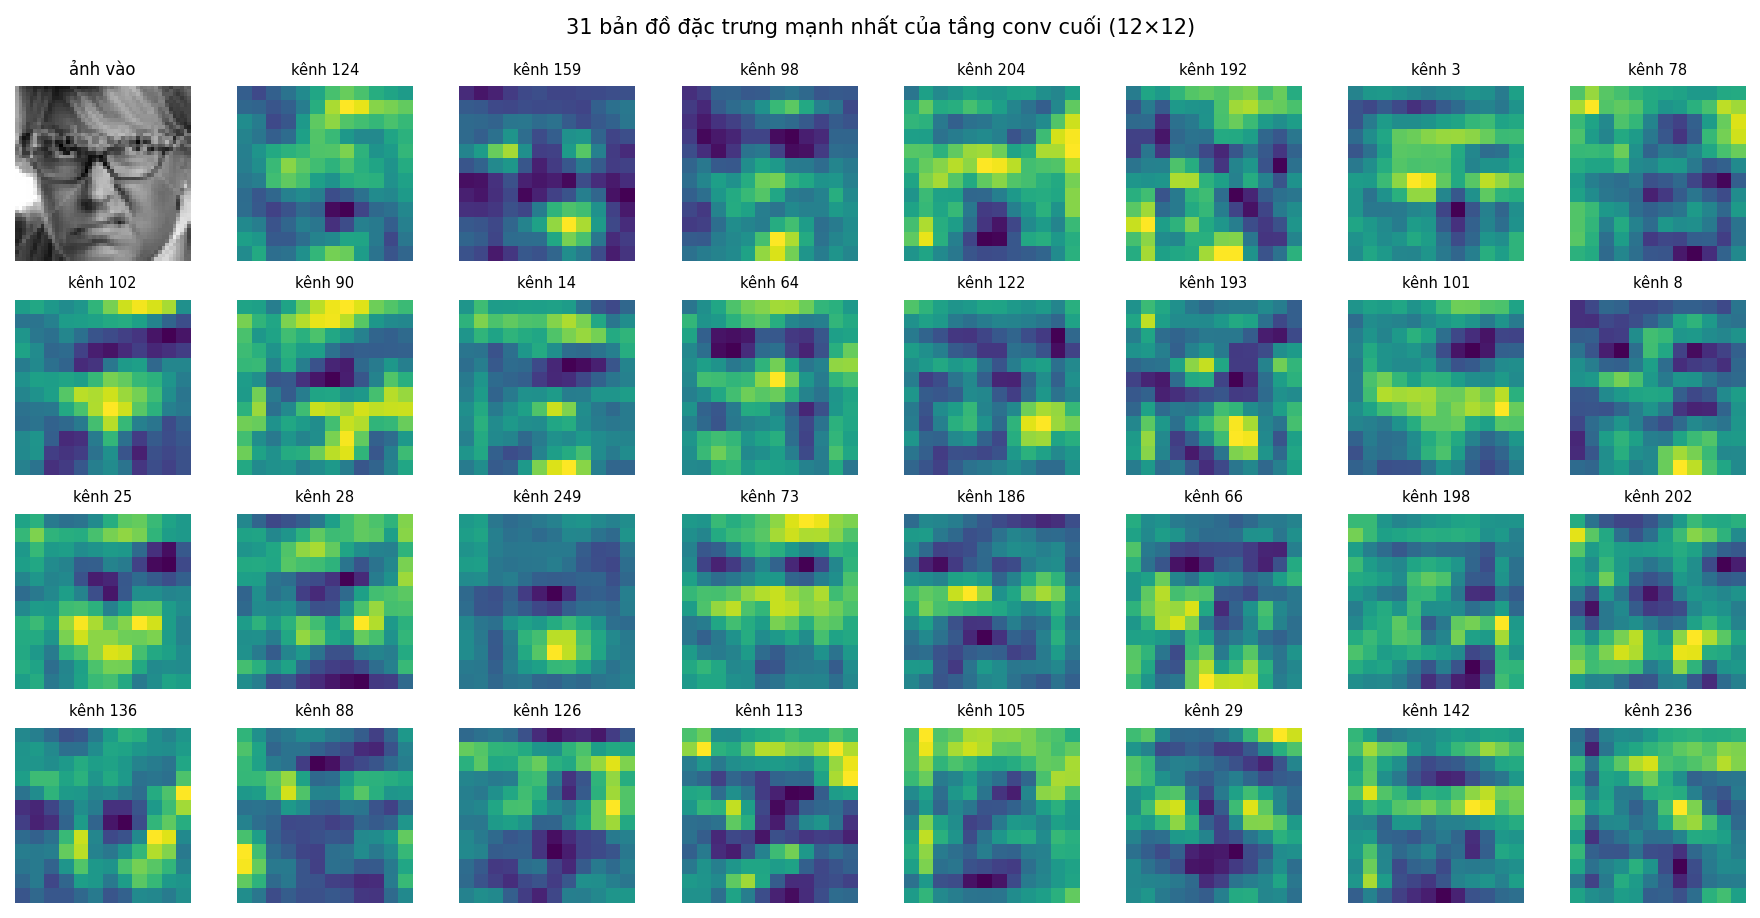 31 bản đồ đặc trưng mạnh nhất của tầng conv cuối (12×12)
ảnh vào
kênh 124
kênh 159
kênh 98
kênh 204
kênh 192
kênh 3
kênh 78
kênh 102
kênh 90
kênh 14
kênh 64
kênh 122
kênh 193
kênh 101
kênh 8
kênh 25
kênh 28
kênh 249
kênh 73
kênh 186
kênh 66
kênh 198
kênh 202
kênh 136
kênh 88
kênh 126
kênh 113
kênh 105
kênh 29
kênh 142
kênh 236